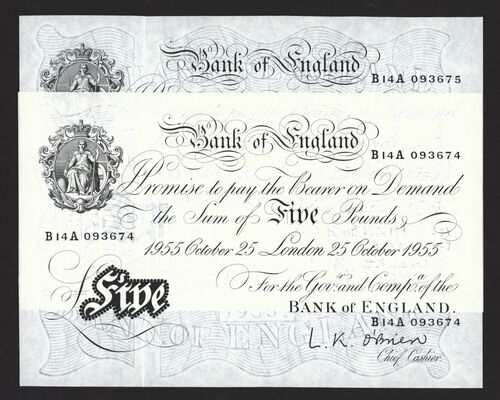 Bank of England
B14A 093675
Bank of England
B14A 093674
I Promise to pay the Bearer on Demand
the Sum of Five Pounds
B14A 093674
1955 October 25 London 25 October 1955
For the Govr. and Compa. of the
BANK of ENGLAND.
£ Five
B14A 093674
L. K. O'Brien
Chief Cashier.
OF ENGL